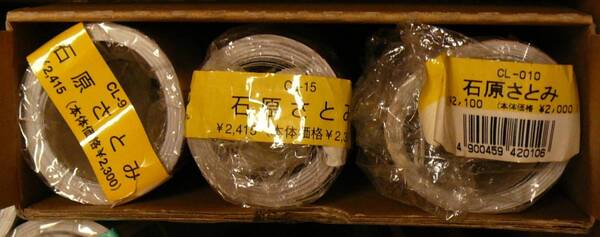 CL-9
石原さとみ
¥2,415 (本体価格¥2,300)
石原さとみ
¥2,415
本体価格
CL-010
石原さとみ
¥2,100 (本体価格 ¥2,000)
4 900459 420106